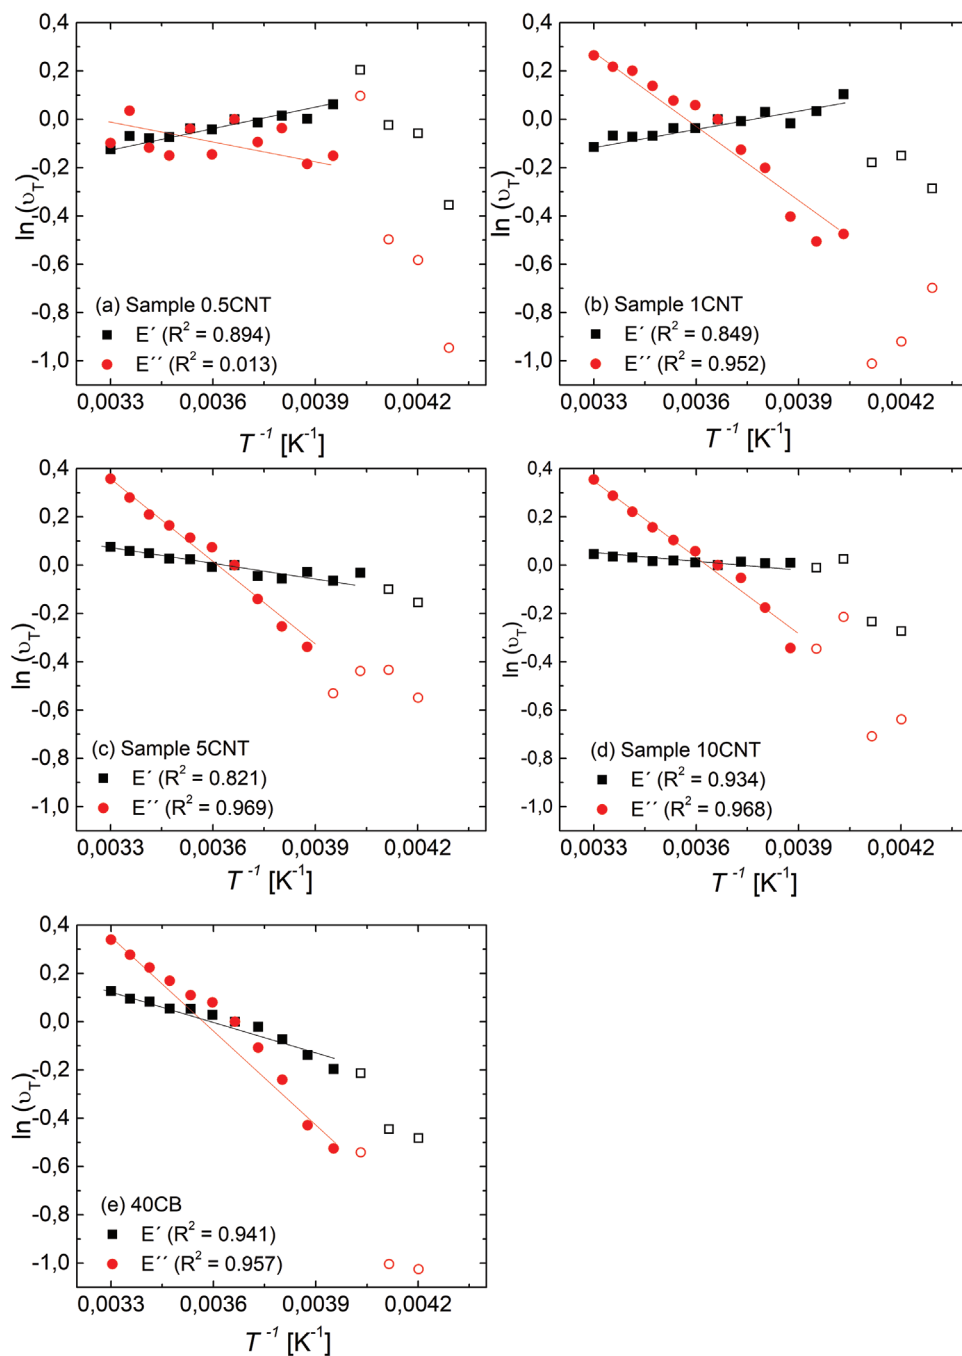 0,4
0,2
0,0
-0,2
-0,4
-0,6
-0,8
-1,0
ln (υT)
(a) Sample 0.5CNT
E´ (R² = 0.894)
E´´ (R² = 0.013)
0,0033 0,0036 0,0039 0,0042
T⁻¹ [K⁻¹]
0,4
0,2
0,0
-0,2
-0,4
-0,6
-0,8
-1,0
ln (υT)
(b) Sample 1CNT
E´ (R² = 0.849)
E´´ (R² = 0.952)
0,0033 0,0036 0,0039 0,0042
T⁻¹ [K⁻¹]
0,4
0,2
0,0
-0,2
-0,4
-0,6
-0,8
-1,0
ln (υT)
(c) Sample 5CNT
E´ (R² = 0.821)
E´´ (R² = 0.969)
0,0033 0,0036 0,0039 0,0042
T⁻¹ [K⁻¹]
0,4
0,2
0,0
-0,2
-0,4
-0,6
-0,8
-1,0
ln (υT)
(d) Sample 10CNT
E´ (R² = 0.934)
E´´ (R² = 0.968)
0,0033 0,0036 0,0039 0,0042
T⁻¹ [K⁻¹]
0,4
0,2
0,0
-0,2
-0,4
-0,6
-0,8
-1,0
ln (υT)
(e) 40CB
E´ (R² = 0.941)
E´´ (R² = 0.957)
0,0033 0,0036 0,0039 0,0042
T⁻¹ [K⁻¹]